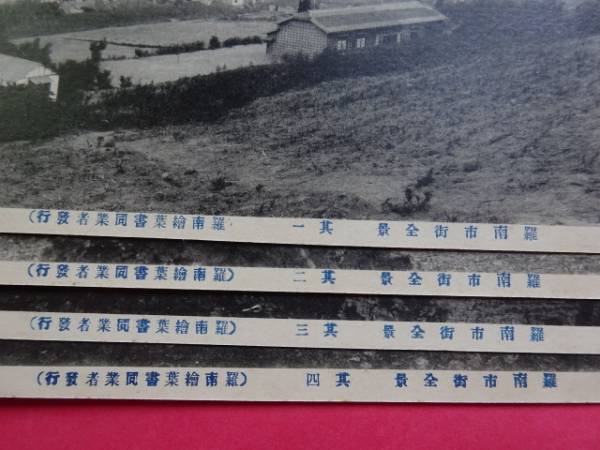 羅南市街全景　其一　羅南繪葉書同業者發行）
羅南市街全景　其二　（羅南繪葉書同業者發行）
羅南市街全景　其三　（羅南繪葉書同業者發行）
羅南市街全景　其四　（羅南繪葉書同業者發行）